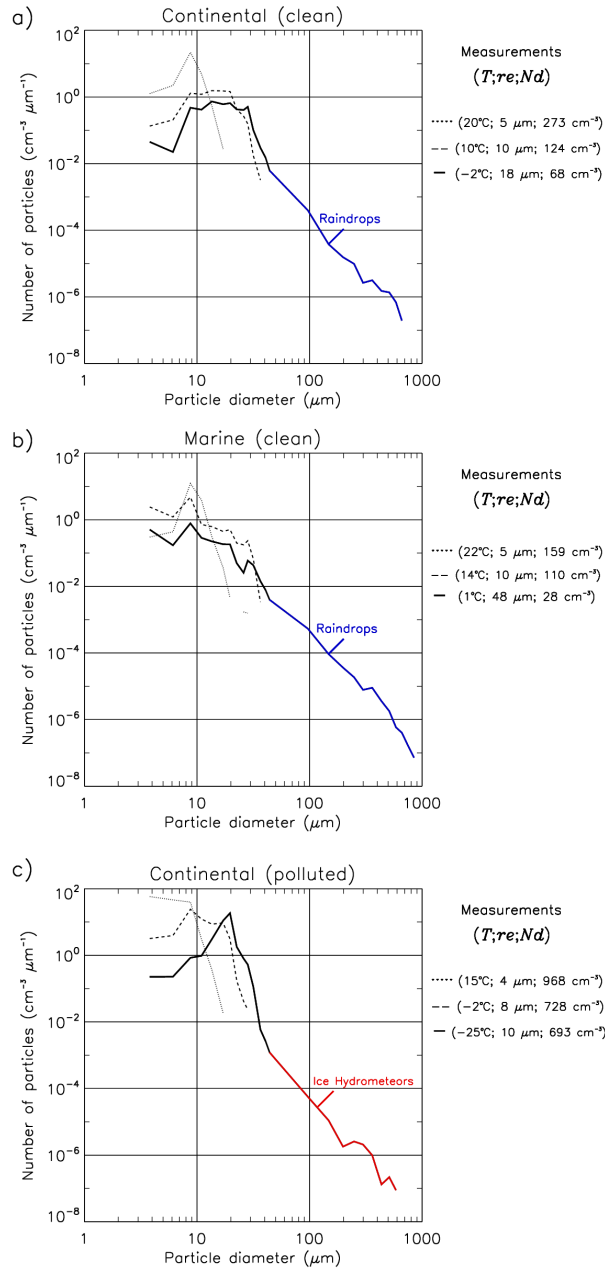 a)
Continental (clean)
Number of particles (cm⁻³ μm⁻¹)
10²
10⁰
10⁻²
10⁻⁴
10⁻⁶
10⁻⁸
Raindrops
1
10
100
1000
Particle diameter (μm)
Measurements
(T;re;Nd)
(20°C; 5 μm; 273 cm⁻³)
(10°C; 10 μm; 124 cm⁻³)
(−2°C; 18 μm; 68 cm⁻³)
b)
Marine (clean)
Number of particles (cm⁻³ μm⁻¹)
10²
10⁰
10⁻²
10⁻⁴
10⁻⁶
10⁻⁸
Raindrops
1
10
100
1000
Particle diameter (μm)
Measurements
(T;re;Nd)
(22°C; 5 μm; 159 cm⁻³)
(14°C; 10 μm; 110 cm⁻³)
(1°C; 48 μm; 28 cm⁻³)
c)
Continental (polluted)
Number of particles (cm⁻³ μm⁻¹)
10²
10⁰
10⁻²
10⁻⁴
10⁻⁶
10⁻⁸
Ice Hydrometeors
1
10
100
1000
Particle diameter (μm)
Measurements
(T;re;Nd)
(15°C; 4 μm; 968 cm⁻³)
(−2°C; 8 μm; 728 cm⁻³)
(−25°C; 10 μm; 693 cm⁻³)